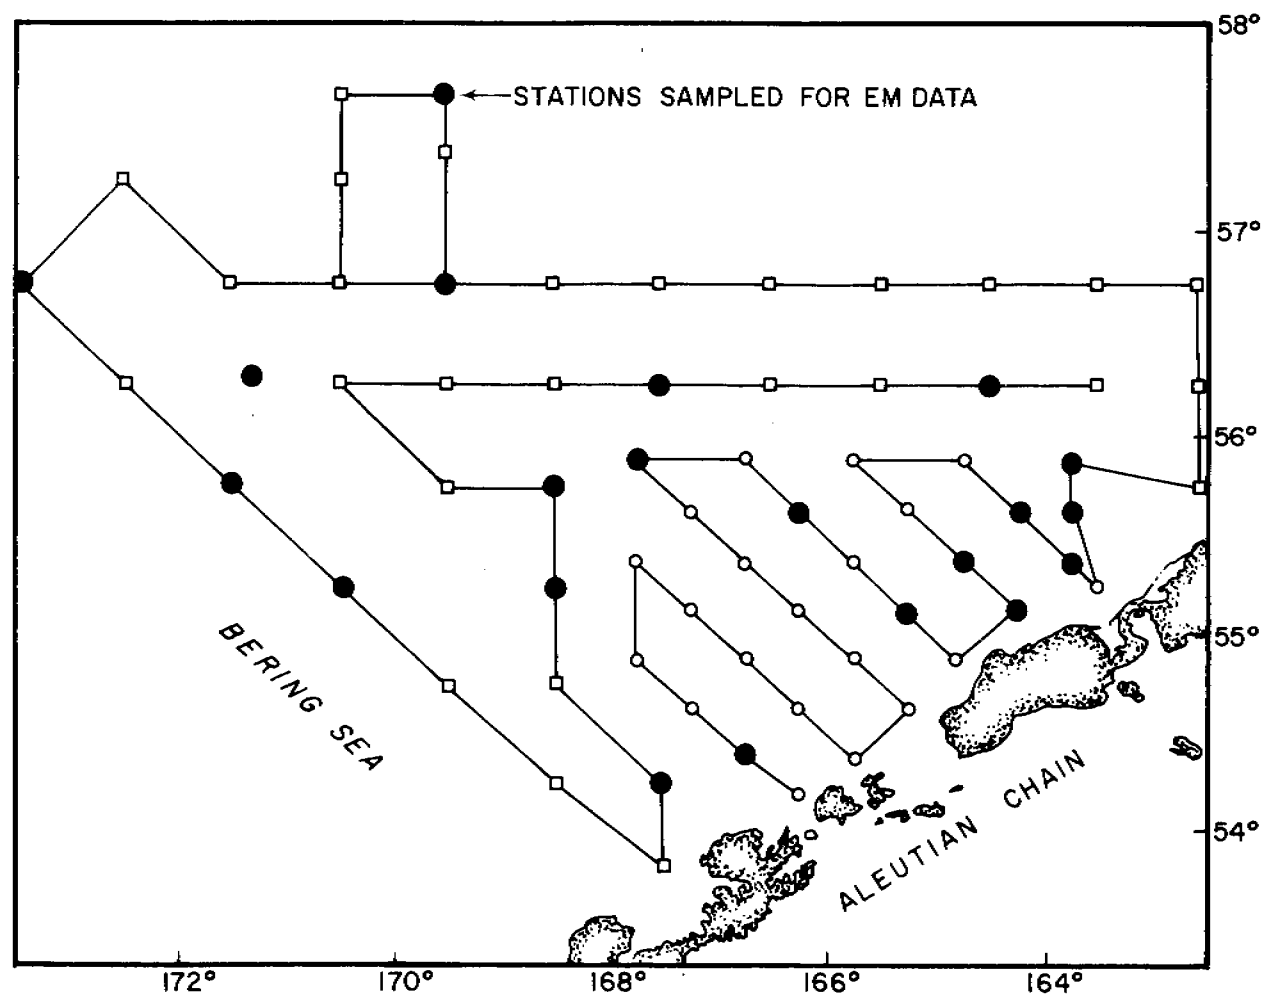 58°
STATIONS SAMPLED FOR EM DATA
57°
56°
55°
BERING SEA
54°
ALEUTIAN CHAIN
172° 170° 168° 166° 164°